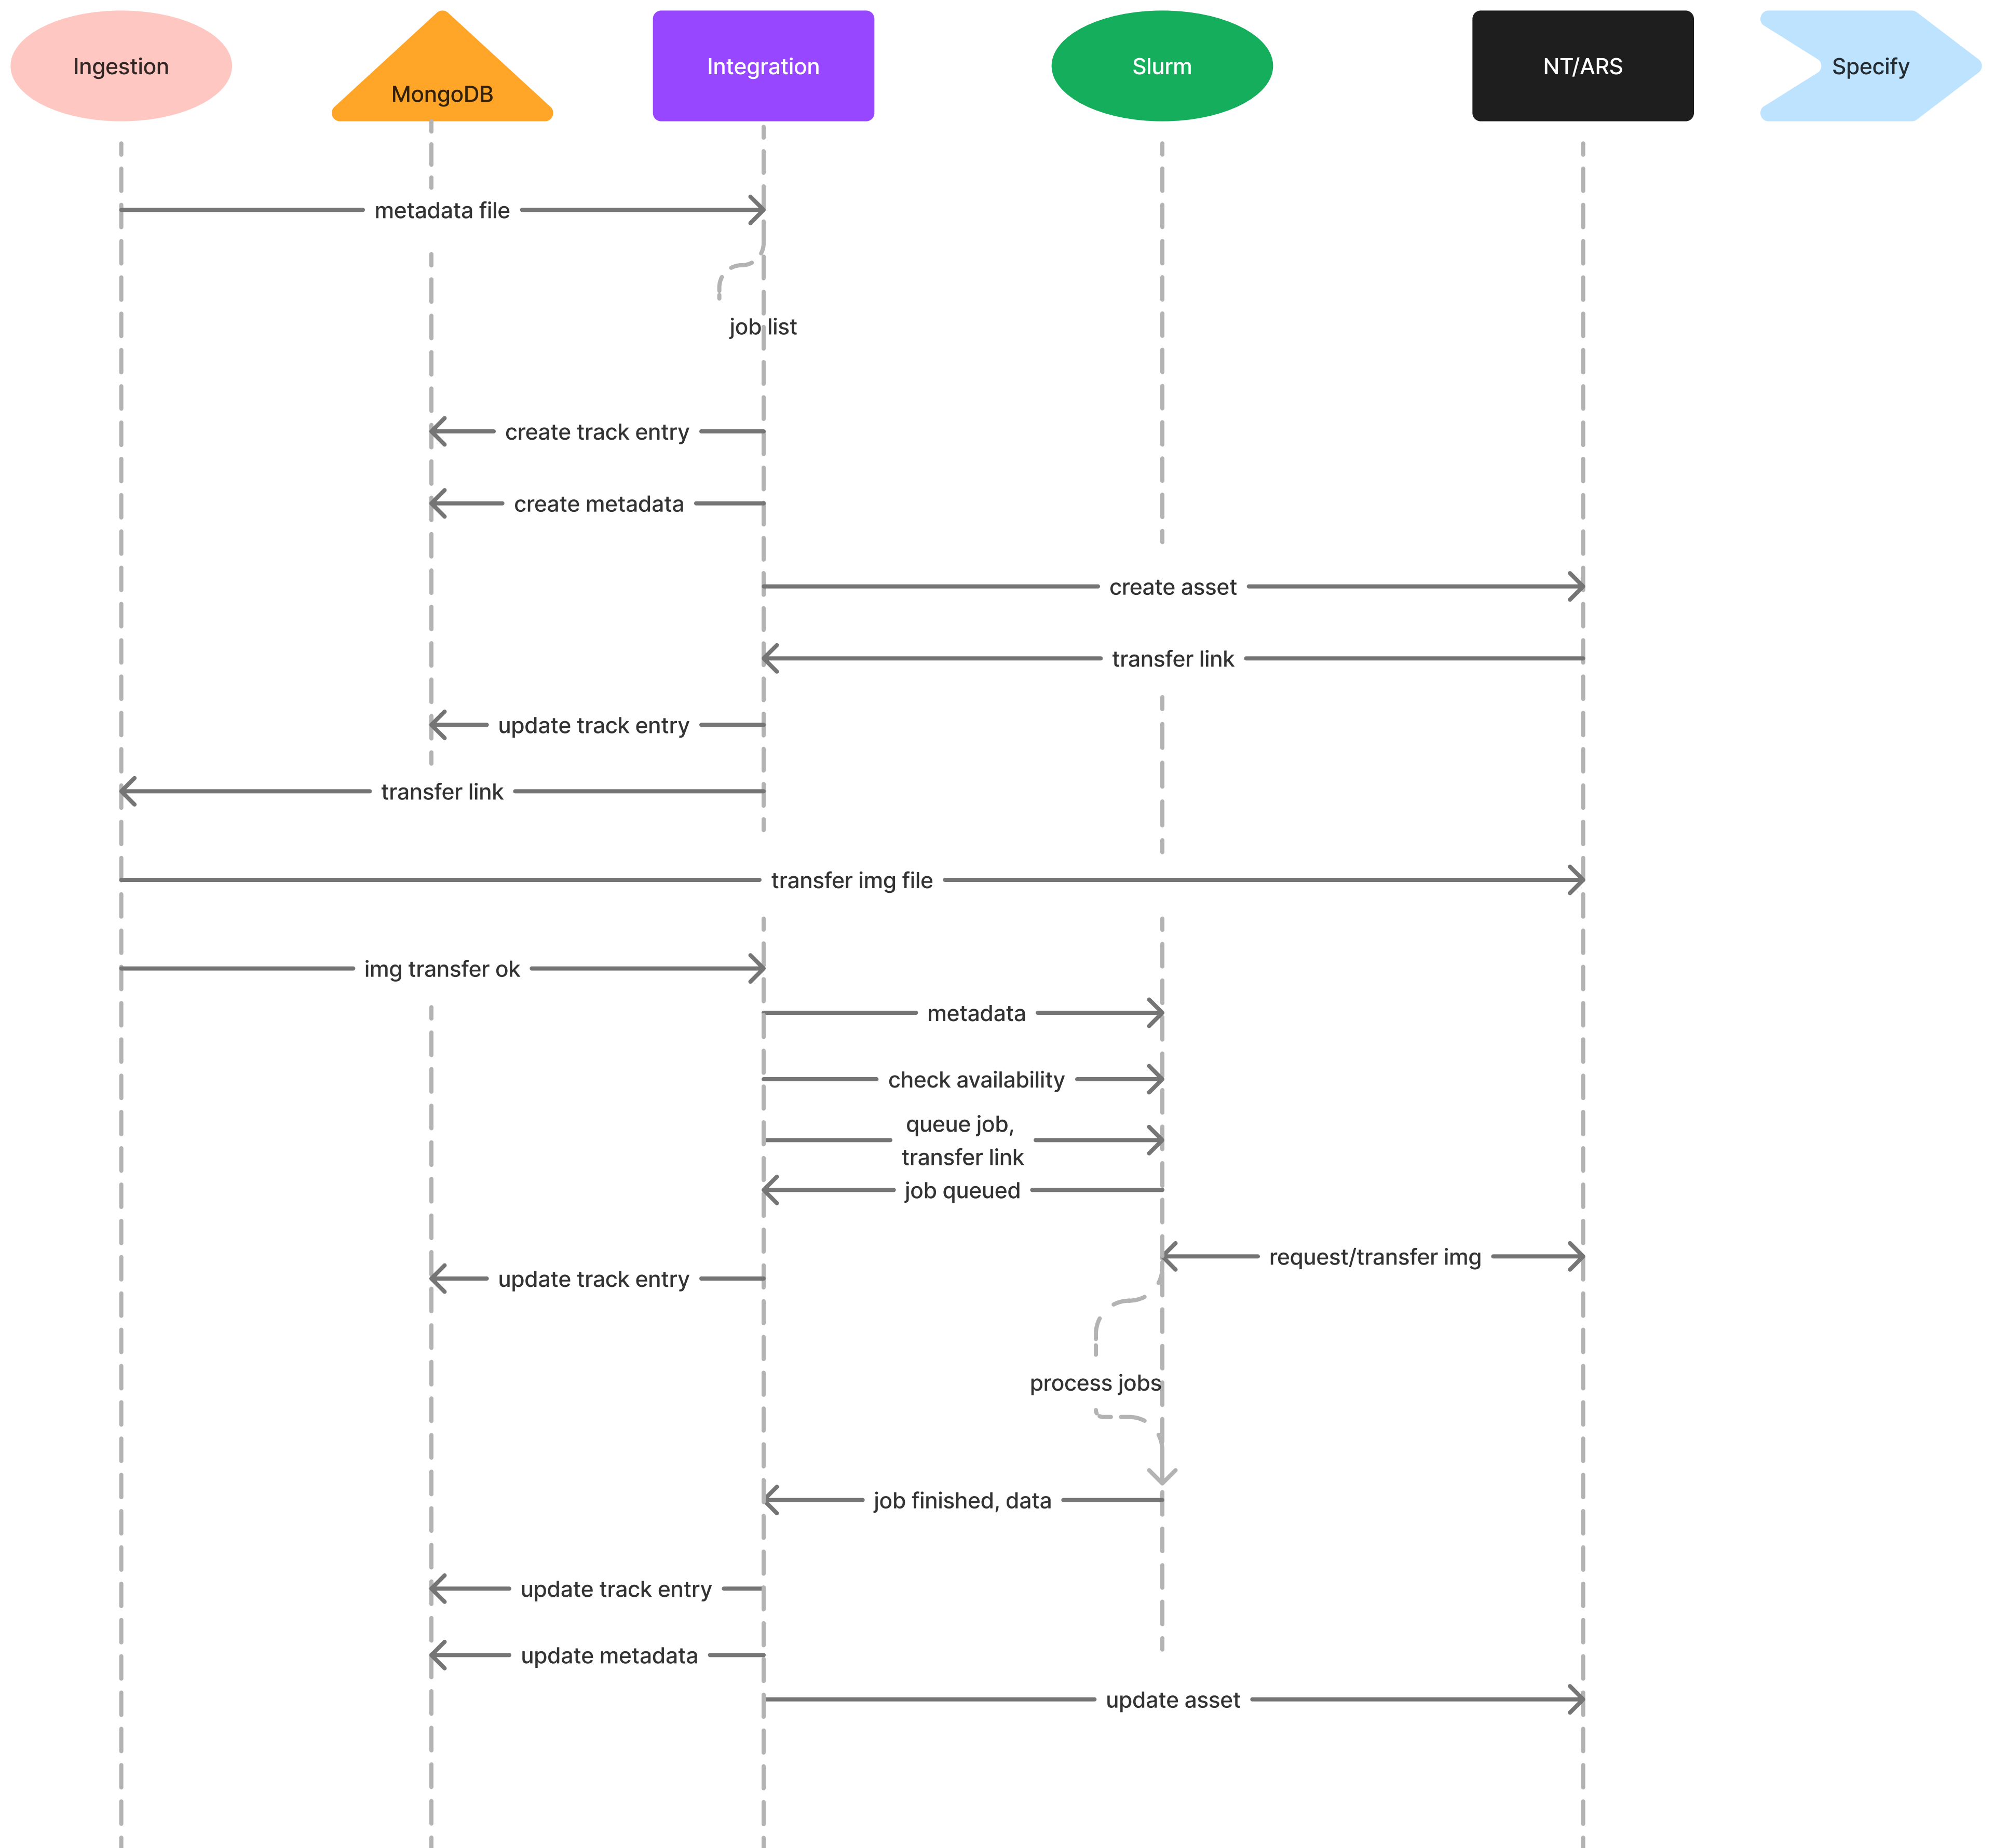 Ingestion
MongoDB
Integration
Slurm
NT/ARS
Specify
metadata file
job list
create track entry
create metadata
create asset
transfer link
update track entry
transfer link
transfer img file
img transfer ok
metadata
check availability
queue job,
transfer link
job queued
request/transfer img
update track entry
process jobs
job finished, data
update track entry
update metadata
update asset